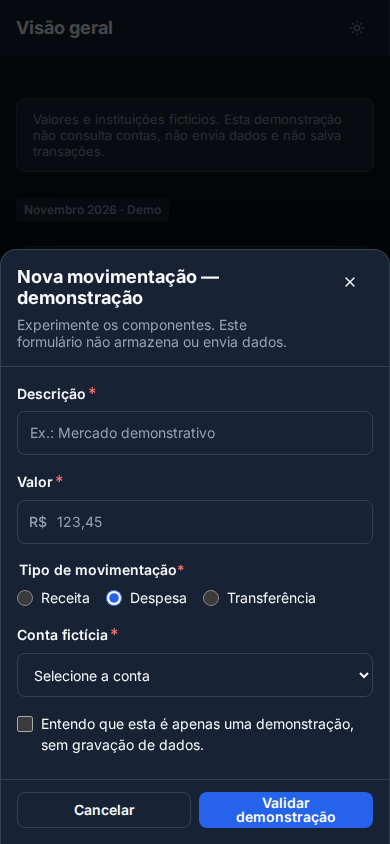 Visão geral
Valores e instituições fictícios. Esta demonstração
não consulta contas, não envia dados e não salva
transações.
Novembro 2026 · Demo
Nova movimentação —
demonstração
Experimente os componentes. Este
formulário não armazena ou envia dados.
Descrição *
Ex.: Mercado demonstrativo
Valor *
R$ 123,45
Tipo de movimentação*
Receita Despesa Transferência
Conta fictícia *
Selecione a conta
Entendo que esta é apenas uma demonstração,
sem gravação de dados.
Cancelar
Validar
demonstração